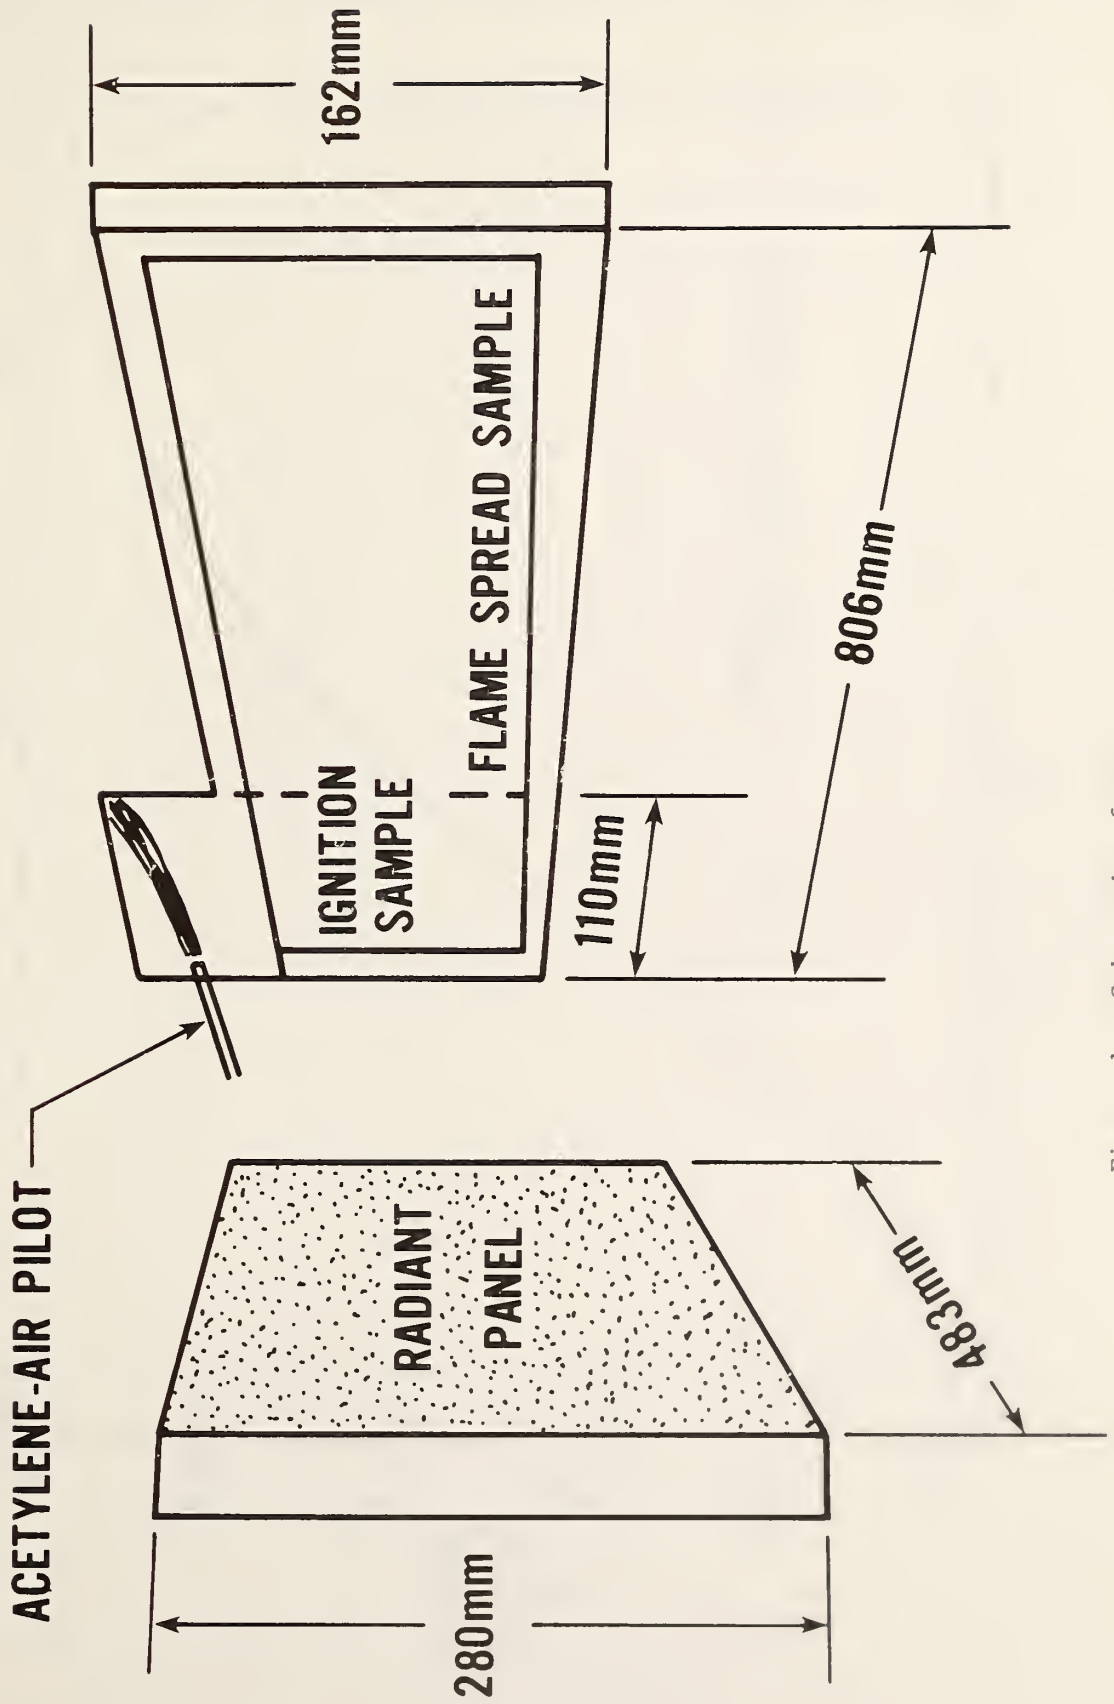 ACETYLENE-AIR PILOT
162mm
IGNITION
SAMPLE
FLAME SPREAD SAMPLE
110mm
806mm
RADIANT
PANEL
280mm
483mm